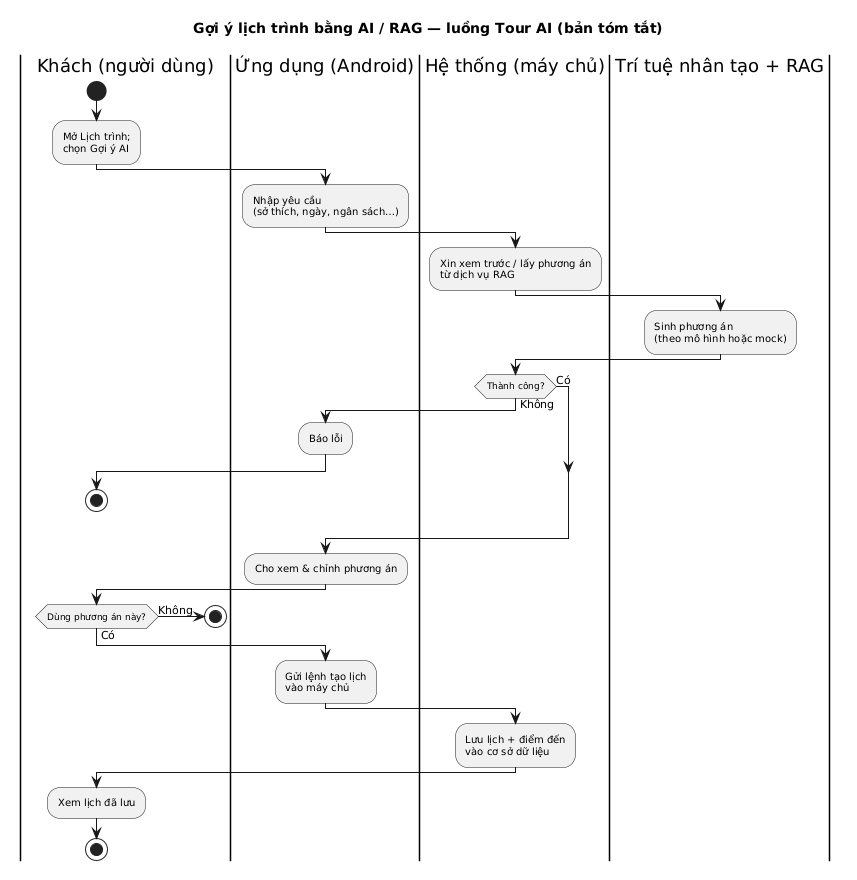 Gợi ý lịch trình bằng AI / RAG — luồng Tour AI (bản tóm tắt)
Khách (người dùng)
Ứng dụng (Android)
Hệ thống (máy chủ)
Trí tuệ nhân tạo + RAG
Mở Lịch trình;
chọn Gợi ý AI
Nhập yêu cầu
(sở thích, ngày, ngân sách...)
Xin xem trước / lấy phương án
từ dịch vụ RAG
Sinh phương án
(theo mô hình hoặc mock)
Thành công?
Có
Không
Báo lỗi
Cho xem & chỉnh phương án
Dùng phương án này?
Không
Có
Gửi lệnh tạo lịch
vào máy chủ
Lưu lịch + điểm đến
vào cơ sở dữ liệu
Xem lịch đã lưu